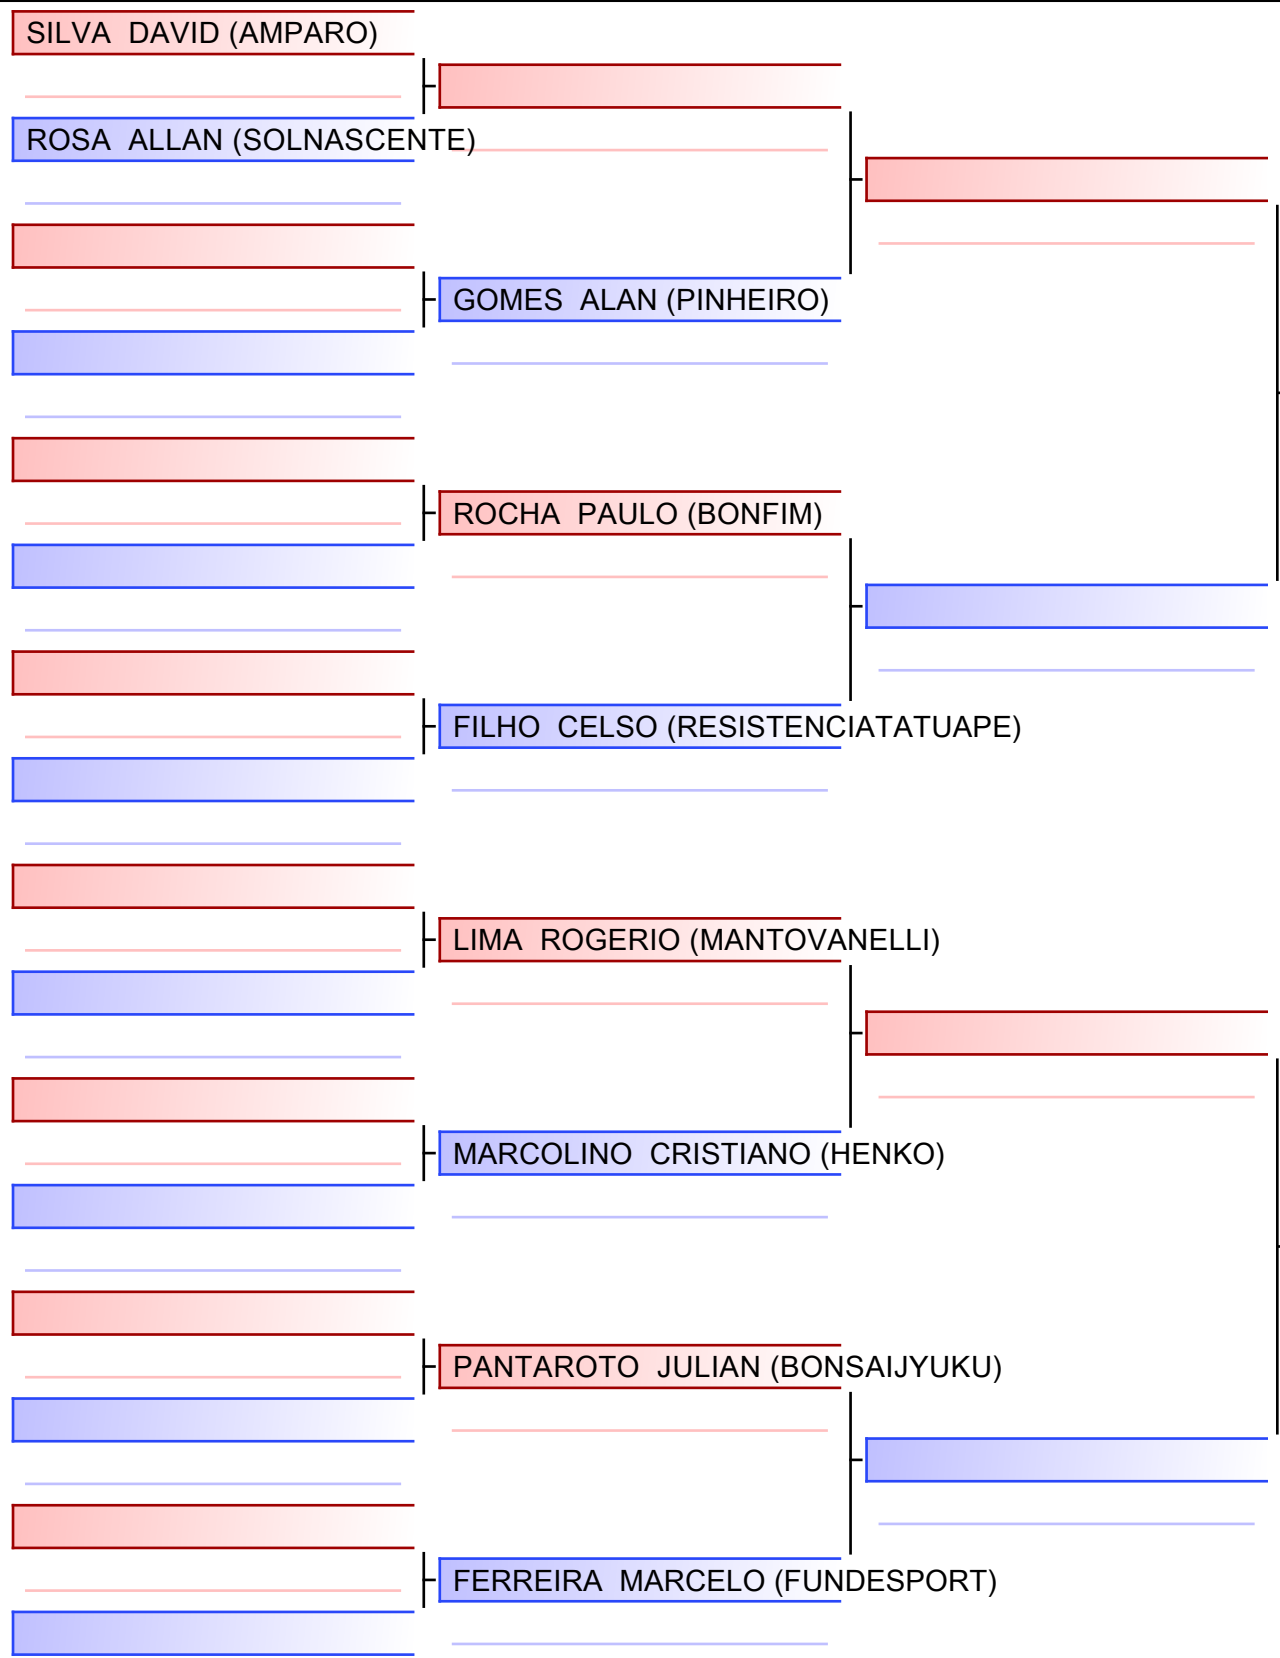 SILVA  DAVID (AMPARO)
ROSA  ALLAN (SOLNASCENTE)
GOMES  ALAN (PINHEIRO)
ROCHA  PAULO (BONFIM)
FILHO  CELSO (RESISTENCIATATUAPE)
LIMA  ROGERIO (MANTOVANELLI)
MARCOLINO  CRISTIANO (HENKO)
PANTAROTO  JULIAN (BONSAIJYUKU)
FERREIRA  MARCELO (FUNDESPORT)